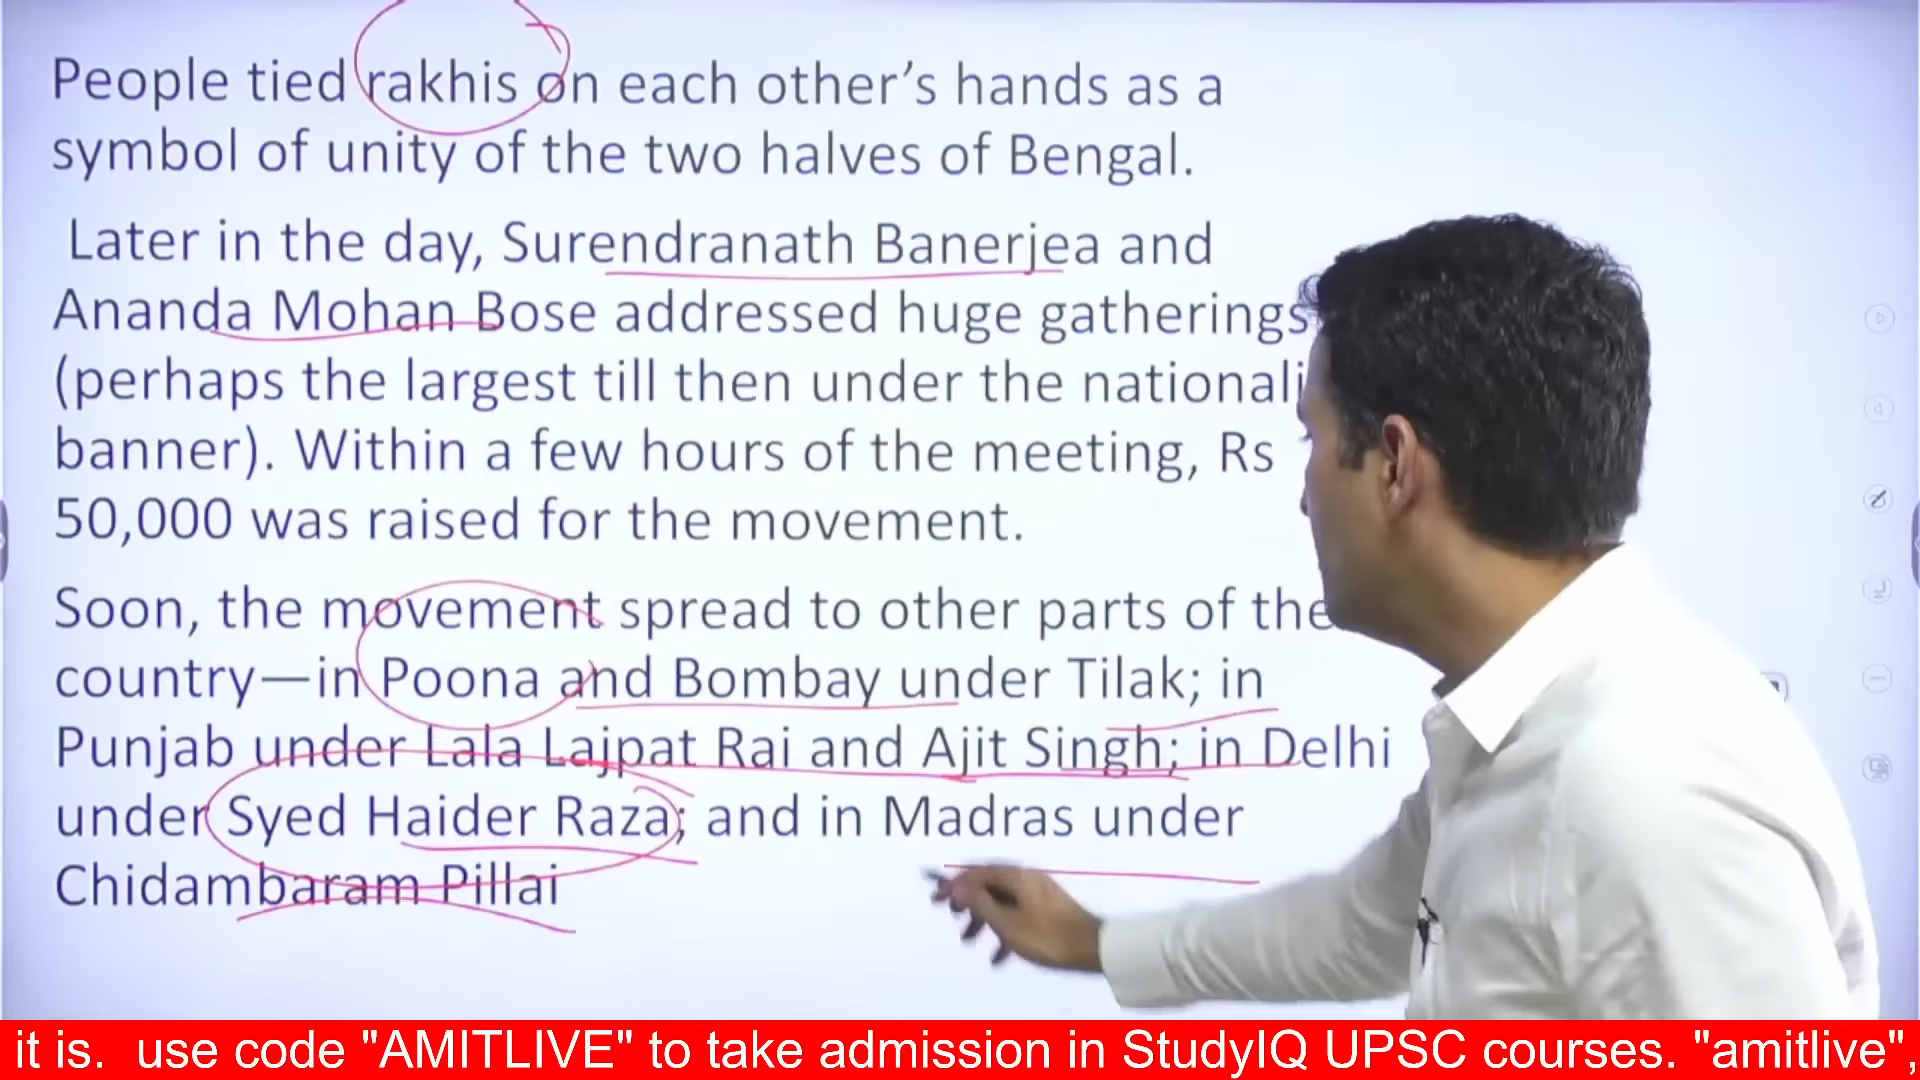 People tied rakhis on each other’s hands as a
symbol of unity of the two halves of Bengal.
Later in the day, Surendranath Banerjea and
Ananda Mohan Bose addressed huge gatherings
(perhaps the largest till then under the nationali
banner). Within a few hours of the meeting, Rs
50,000 was raised for the movement.
Soon, the movement spread to other parts of the
country—in Poona and Bombay under Tilak; in
Punjab under Lala Lajpat Rai and Ajit Singh; in Delhi
under Syed Haider Raza; and in Madras under
Chidambaram Pillai
it is. use code "AMITLIVE" to take admission in StudyIQ UPSC courses. "amitlive",